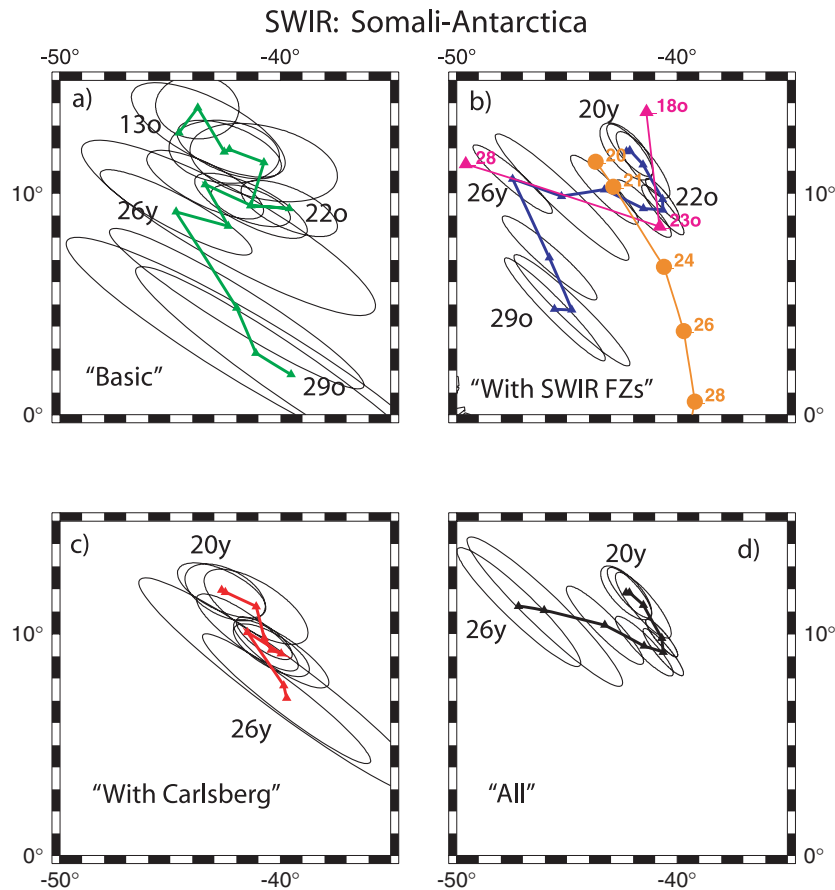 SWIR: Somali-Antarctica
-50° -40° -50° -40°
a)
13o
10°
26y
22o
"Basic"
29o
0°
b)
20y
18o
28
20
21
26y
22o
23o
10°
24
29o
26
"With SWIR FZs"
28
0°
c)
20y
10°
26y
"With Carlsberg"
0°
-50° -40°
d)
20y
26y
10°
"All"
0°
-50° -40°